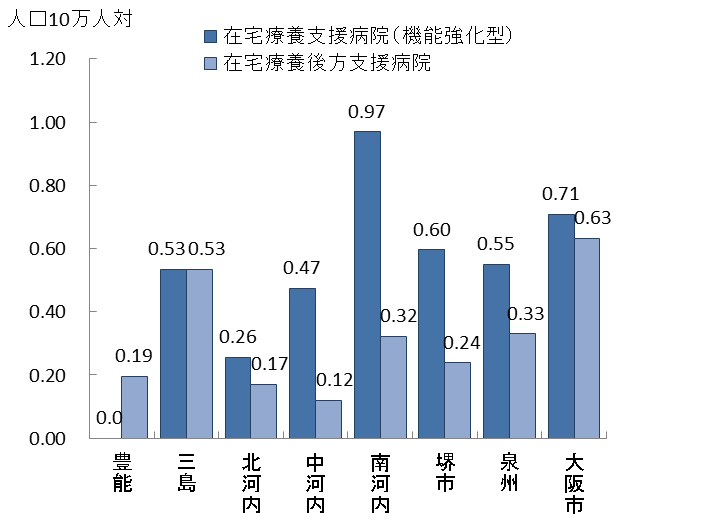 人口10万人対
在宅療養支援病院（機能強化型）
在宅療養後方支援病院
1.20
1.00
0.80
0.60
0.40
0.20
0.00
0.0
0.19
0.53
0.53
0.26
0.17
0.47
0.12
0.97
0.32
0.60
0.24
0.55
0.33
0.71
0.63
豊能
三島
北河内
中河内
南河内
堺市
泉州
大阪市